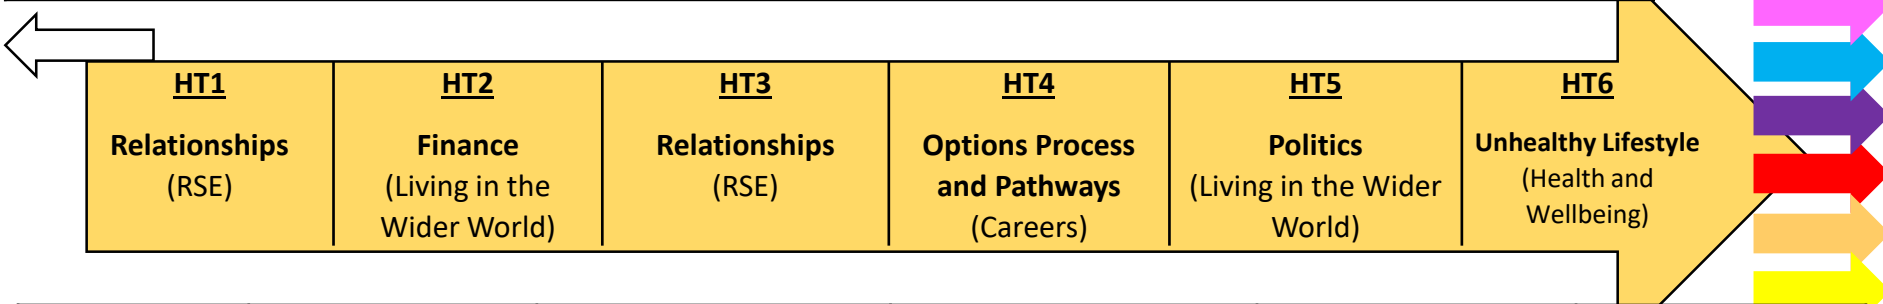 HT1
Relationships
(RSE)
HT2
Finance
(Living in the
Wider World)
HT3
Relationships
(RSE)
HT4
Options Process
and Pathways
(Careers)
HT5
Politics
(Living in the Wider
World)
HT6
Unhealthy Lifestyle
(Health and
Wellbeing)